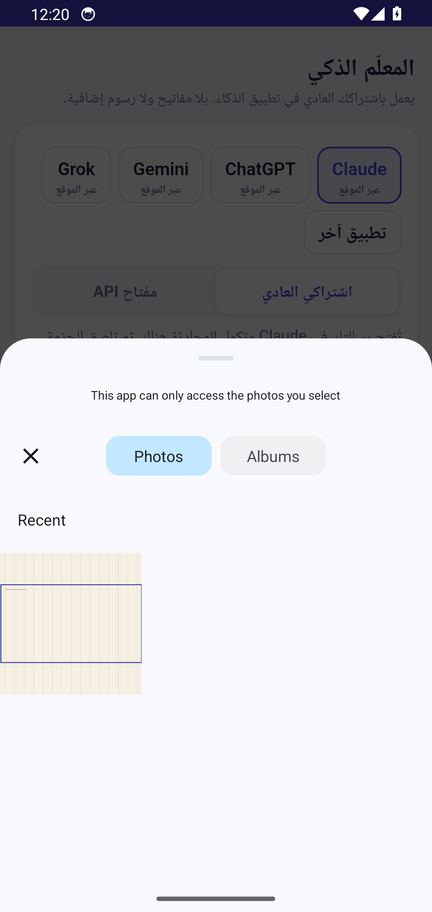 12:20
المعلّم الذكي
يعمل باشتراكك العادي في تطبيق الذكاء. بلا مفاتيح ولا رسوم إضافية.
Claude
عبر الموقع
ChatGPT
عبر الموقع
Gemini
عبر الموقع
Grok
عبر الموقع
تطبيق آخر
اشتراكي العادي
مفتاح API
Claude
This app can only access the photos you select
Photos
Albums
Recent